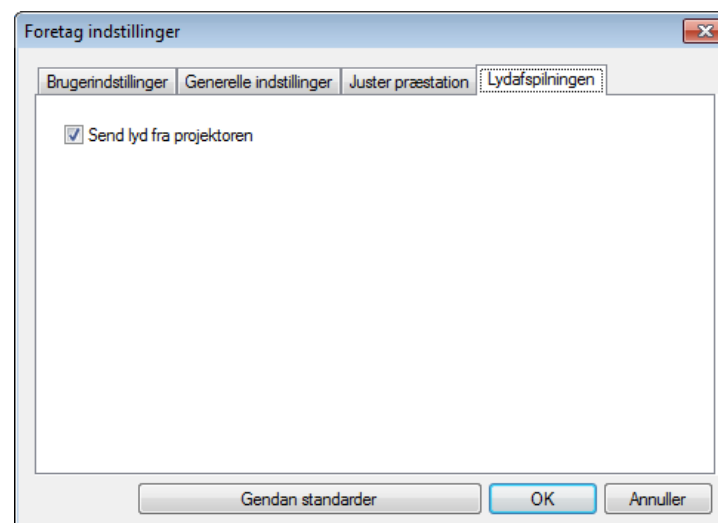 Foretag indstillinger
Brugerindstillinger Generelle indstillinger Juster præstation Lydafspilningen
Send lyd fra projektoren
Gendan standarder OK Annuller